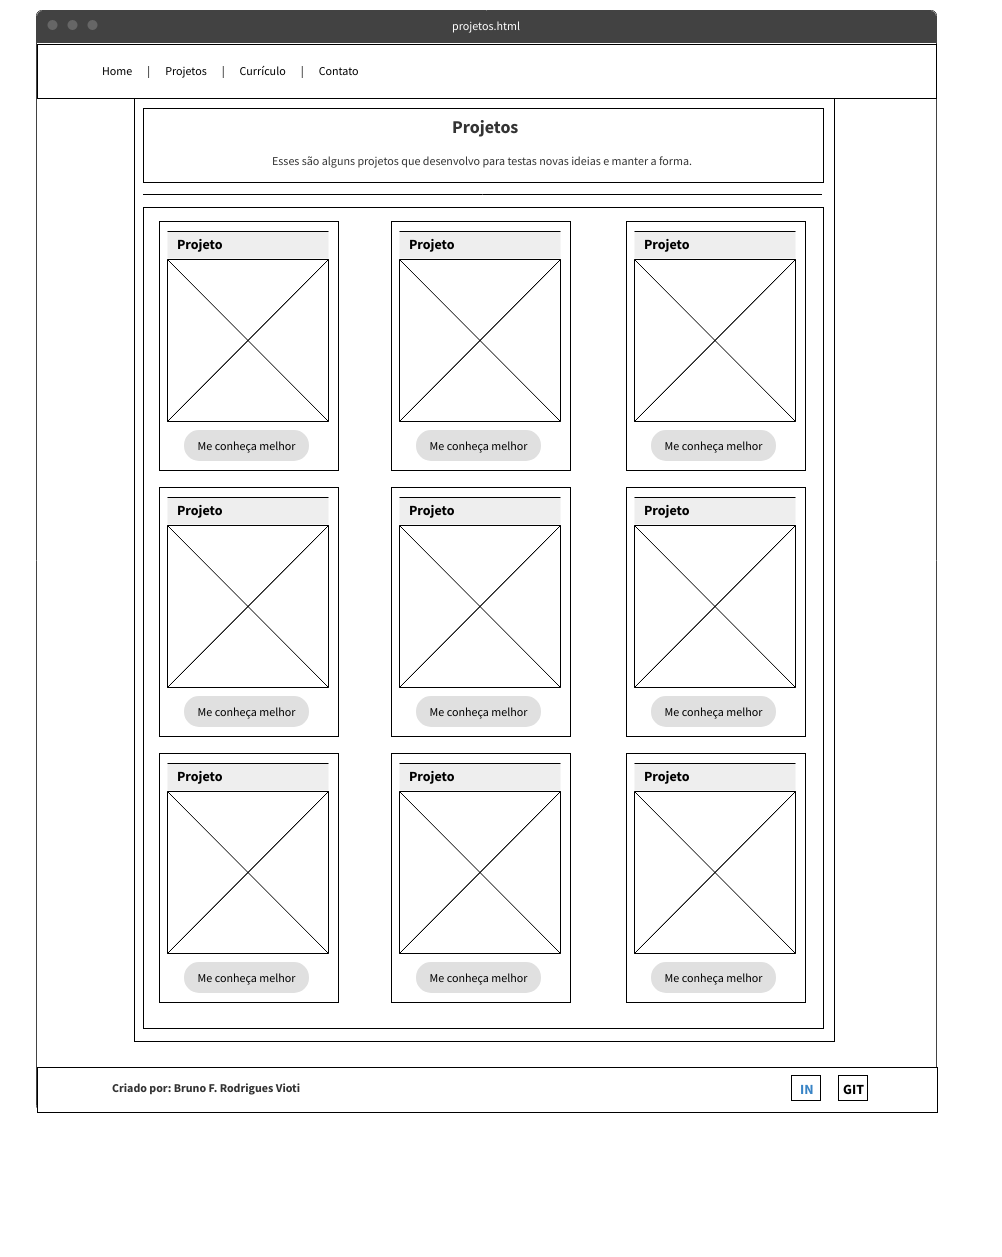 projetos.html
Home | Projetos | Currículo | Contato
Projetos
Esses são alguns projetos que desenvolvo para testas novas ideias e manter a forma.
Projeto Projeto Projeto
Me conheça melhor Me conheça melhor Me conheça melhor
Projeto Projeto Projeto
Me conheça melhor Me conheça melhor Me conheça melhor
Projeto Projeto Projeto
Me conheça melhor Me conheça melhor Me conheça melhor
Criado por: Bruno F. Rodrigues Vioti IN GIT